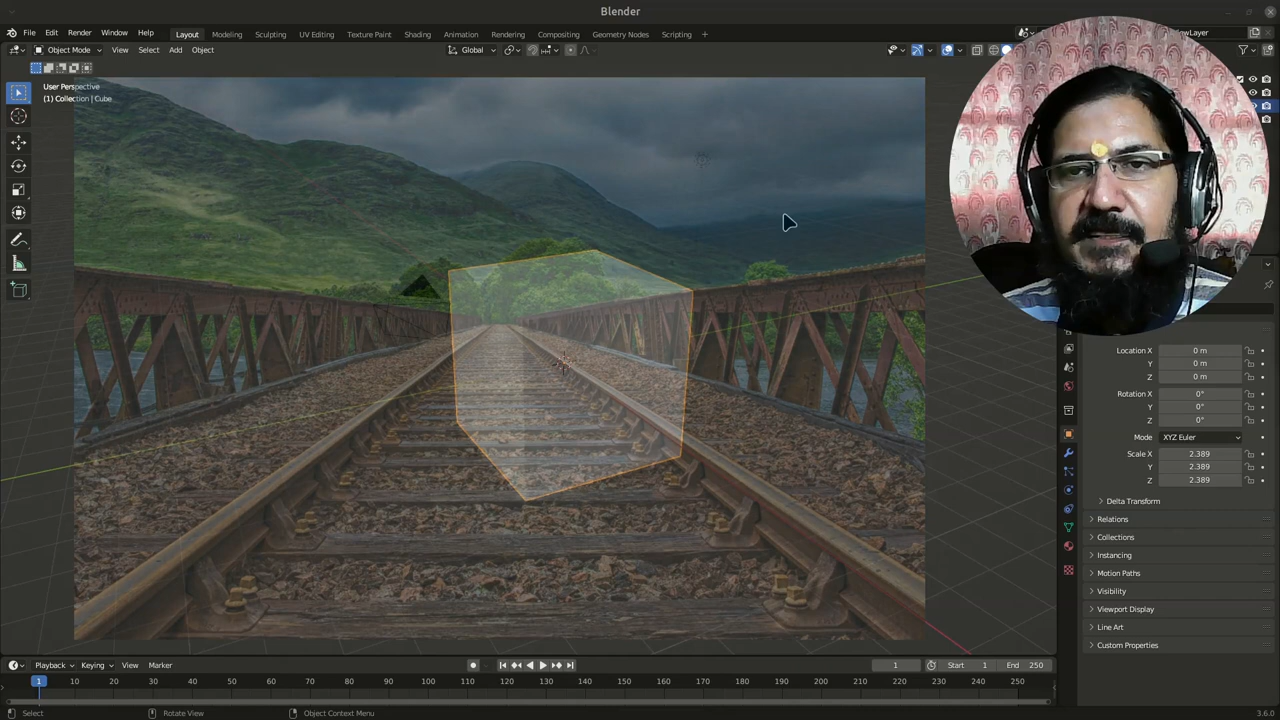 Blender
File Edit Render Window Help Layout Modeling Sculpting UV Editing Texture Paint Shading Animation Rendering Compositing Geometry Nodes Scripting + ViewLayer
Object Mode View Select Add Object Global
User Perspective
(1) Collection | Cube
Location X 0 m
Y 0 m
Z 0 m
Rotation X 0°
Y 0°
Z 0°
Mode XYZ Euler
Scale X 2.389
Y 2.389
Z 2.389
Delta Transform
Relations
Collections
Instancing
Motion Paths
Visibility
Viewport Display
Line Art
Custom Properties
Playback Keying View Marker 1 Start 1 End 250
1 10 20 30 40 50 60 70 80 90 100 110 120 130 140 150 160 170 180 190 200 210 220 230 240 250
Select Rotate View Object Context Menu 3.6.0